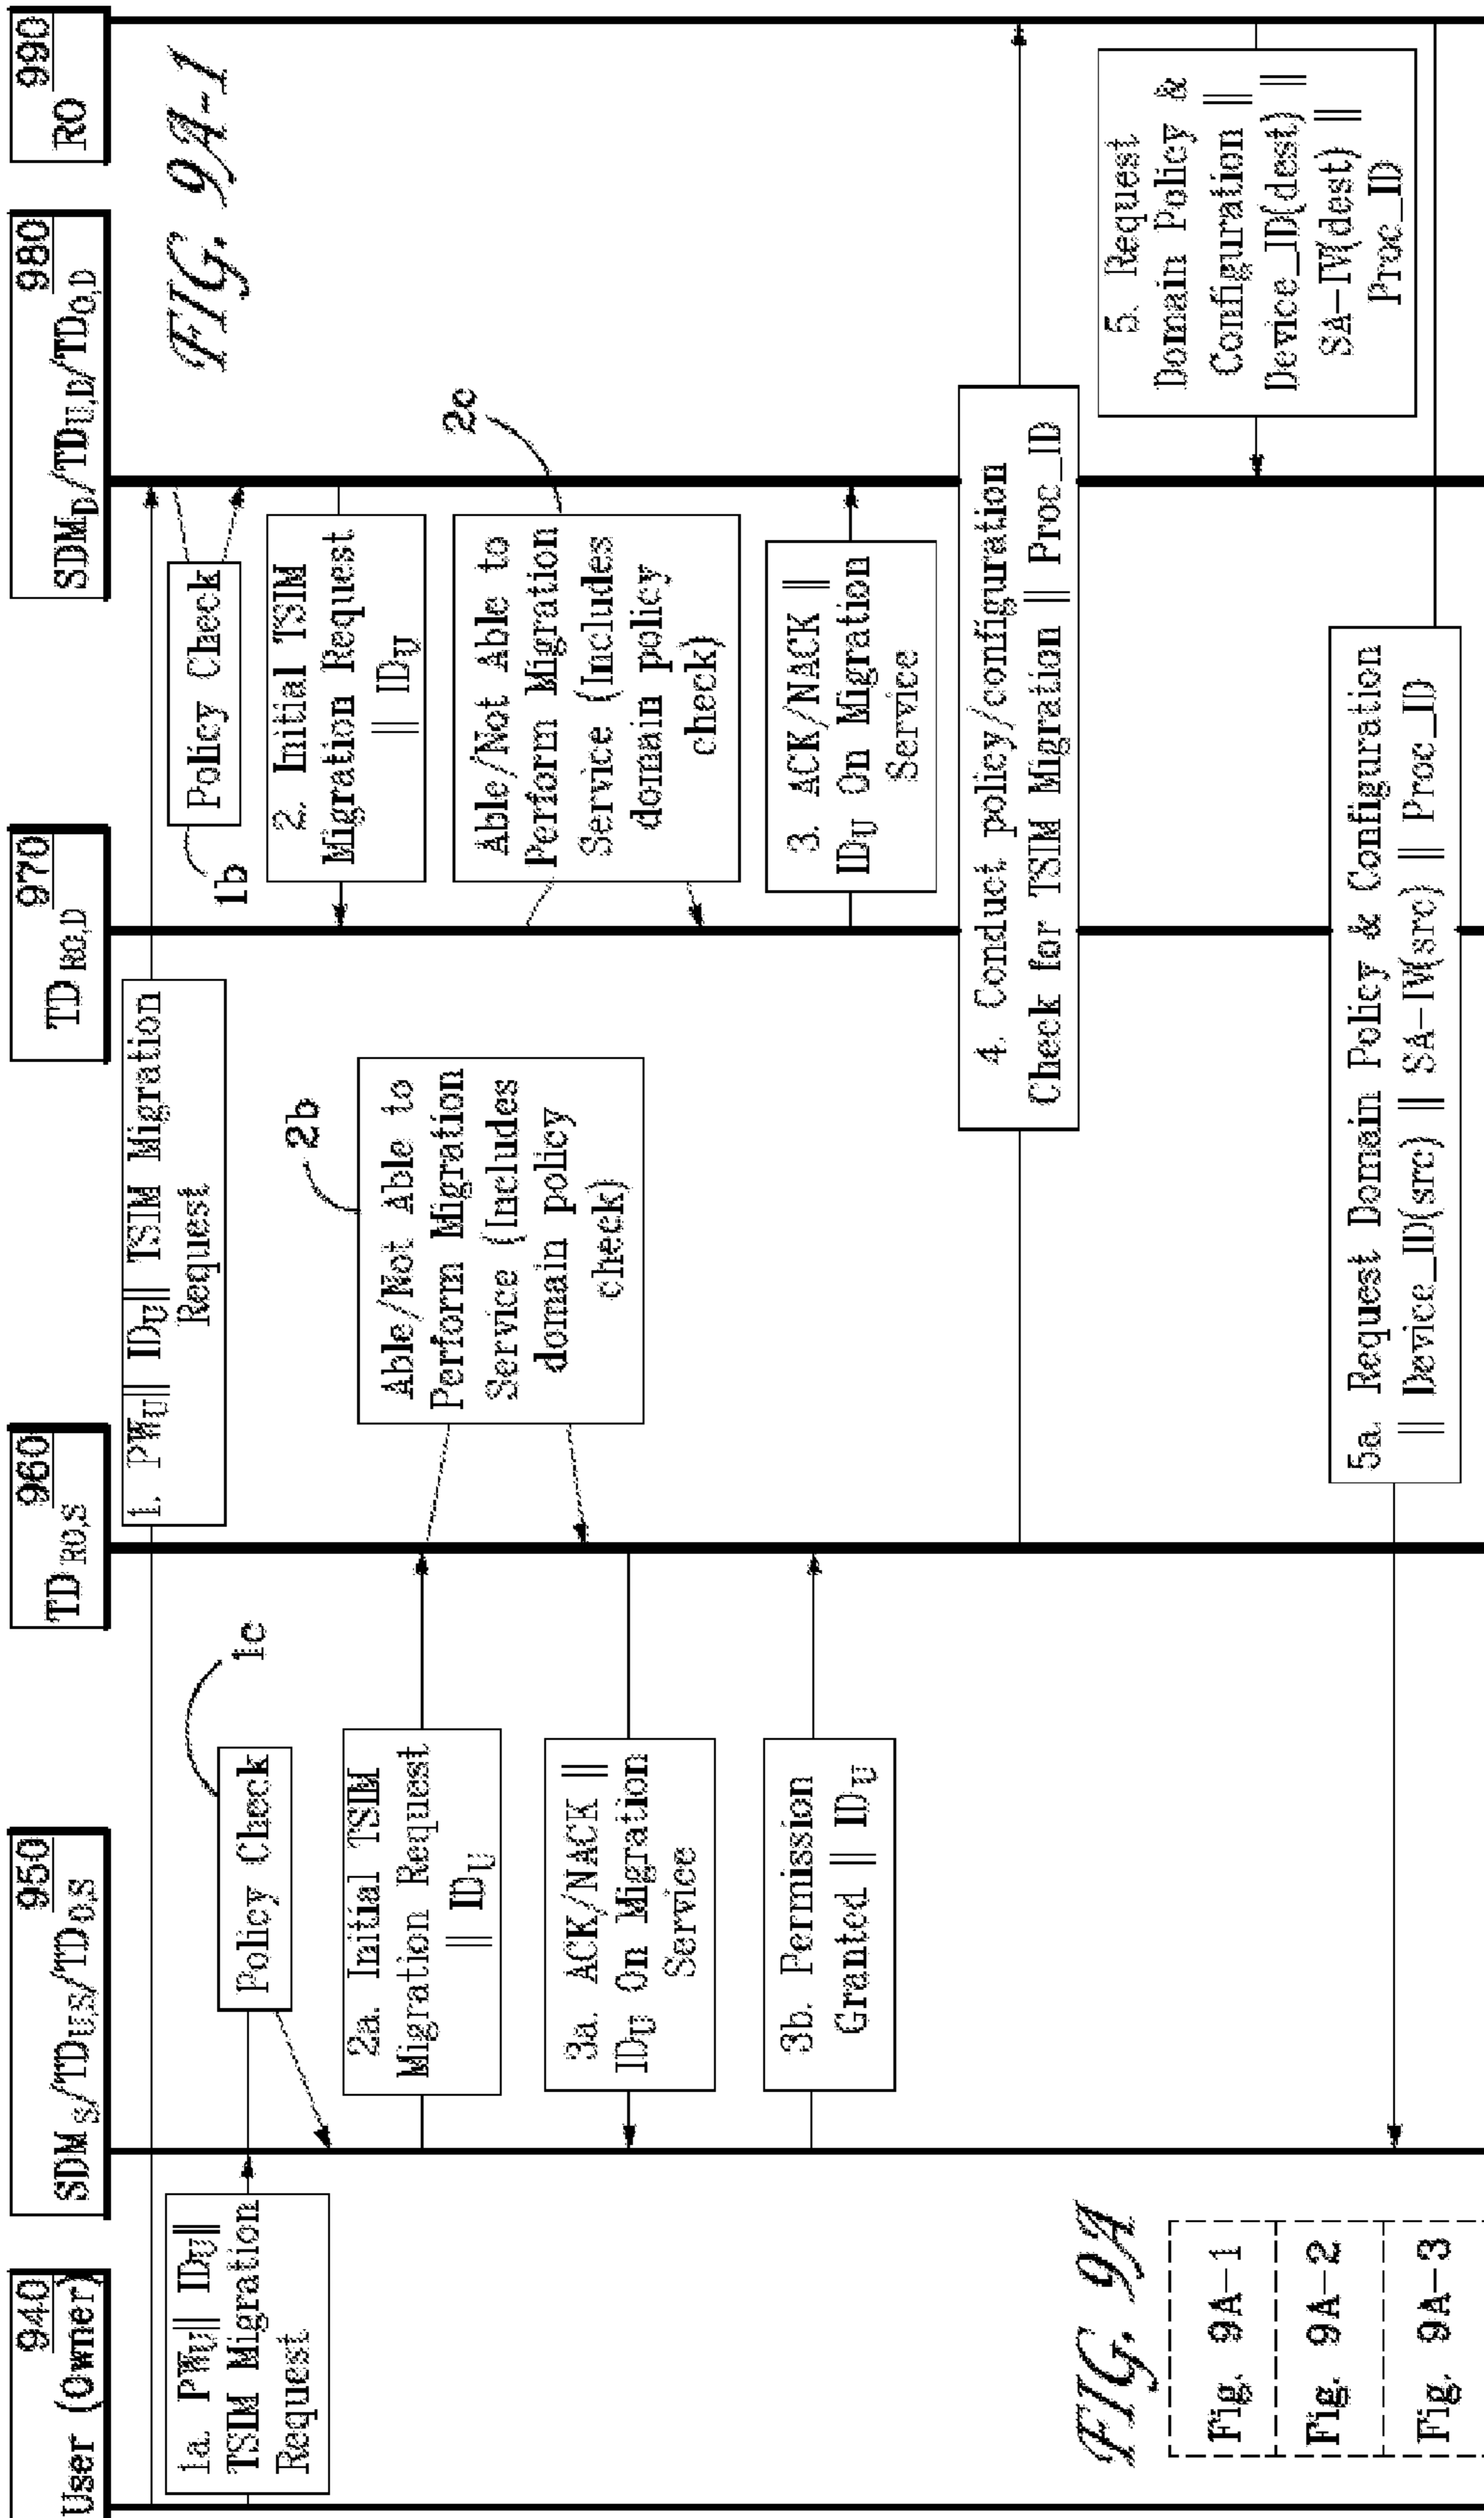 940
User (Owner)
950
SDM_S/TD_U,S/TD_O,S
960
TD_RO,S
970
TD_RO,D
980
SDM_D/TD_U,D/TD_O,D
990
RO
FIG. 9A-1
1. PW_U || ID_U || TSIM Migration
Request
1a. PW_U || ID_U ||
TSIM Migration
Request
Policy Check
1b
Policy Check
1c
2. Initial TSIM
Migration Request
|| ID_U
2a. Initial TSIM
Migration Request
|| ID_U
Able/Not Able to
Perform Migration
Service (Includes
domain policy
check)
2b
Able/Not Able to
Perform Migration
Service (Includes
domain policy
check)
2c
3. ACK/NACK ||
ID_U On Migration
Service
3a. ACK/NACK ||
ID_U On Migration
Service
3b. Permission
Granted || ID_U
4. Conduct policy/configuration
Check for TSIM Migration || Proc_ID
5. Request
Domain Policy &
Configuration ||
Device_ID(dest) ||
SA-IV(dest) ||
Proc_ID
5a. Request Domain Policy & Configuration
|| Device_ID(src) || SA-IV(src) || Proc_ID
FIG. 9A
Fig. 9A-1
Fig. 9A-2
Fig. 9A-3